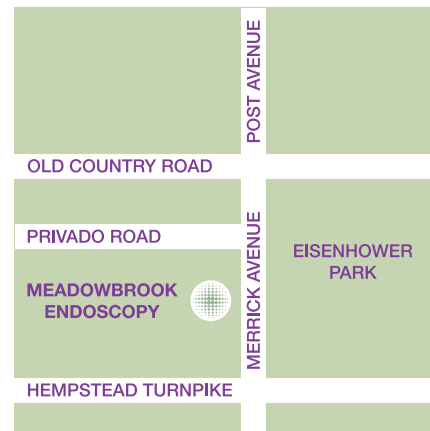 POST AVENUE
OLD COUNTRY ROAD
PRIVADO ROAD
EISENHOWER
PARK
MEADOWBROOK
ENDOSCOPY
MERRICK AVENUE
HEMPSTEAD TURNPIKE